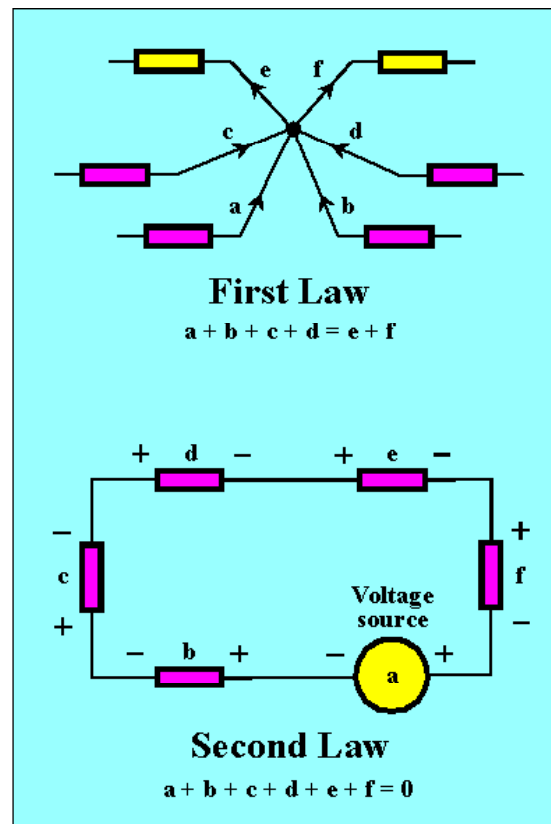 e f
c d
a b
First Law
a + b + c + d = e + f
+ d - + e -
- +
c f
+ -
Voltage
source
- b + - a +
Second Law
a + b + c + d + e + f = 0